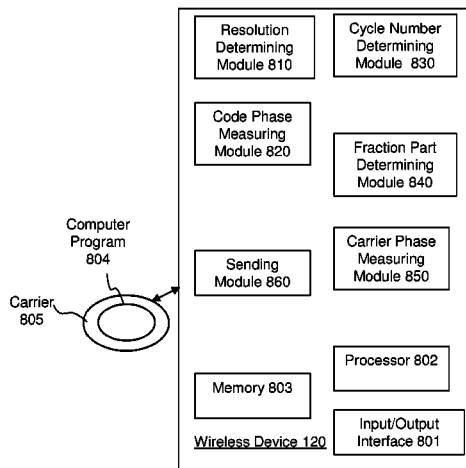 Resolution
Determining
Module 810
Cycle Number
Determining
Module 830
Code Phase
Measuring
Module 820
Fraction Part
Determining
Module 840
Computer
Program
804
Carrier
805
Sending
Module 860
Carrier Phase
Measuring
Module 850
Memory 803
Processor 802
Wireless Device 120
Input/Output
Interface 801